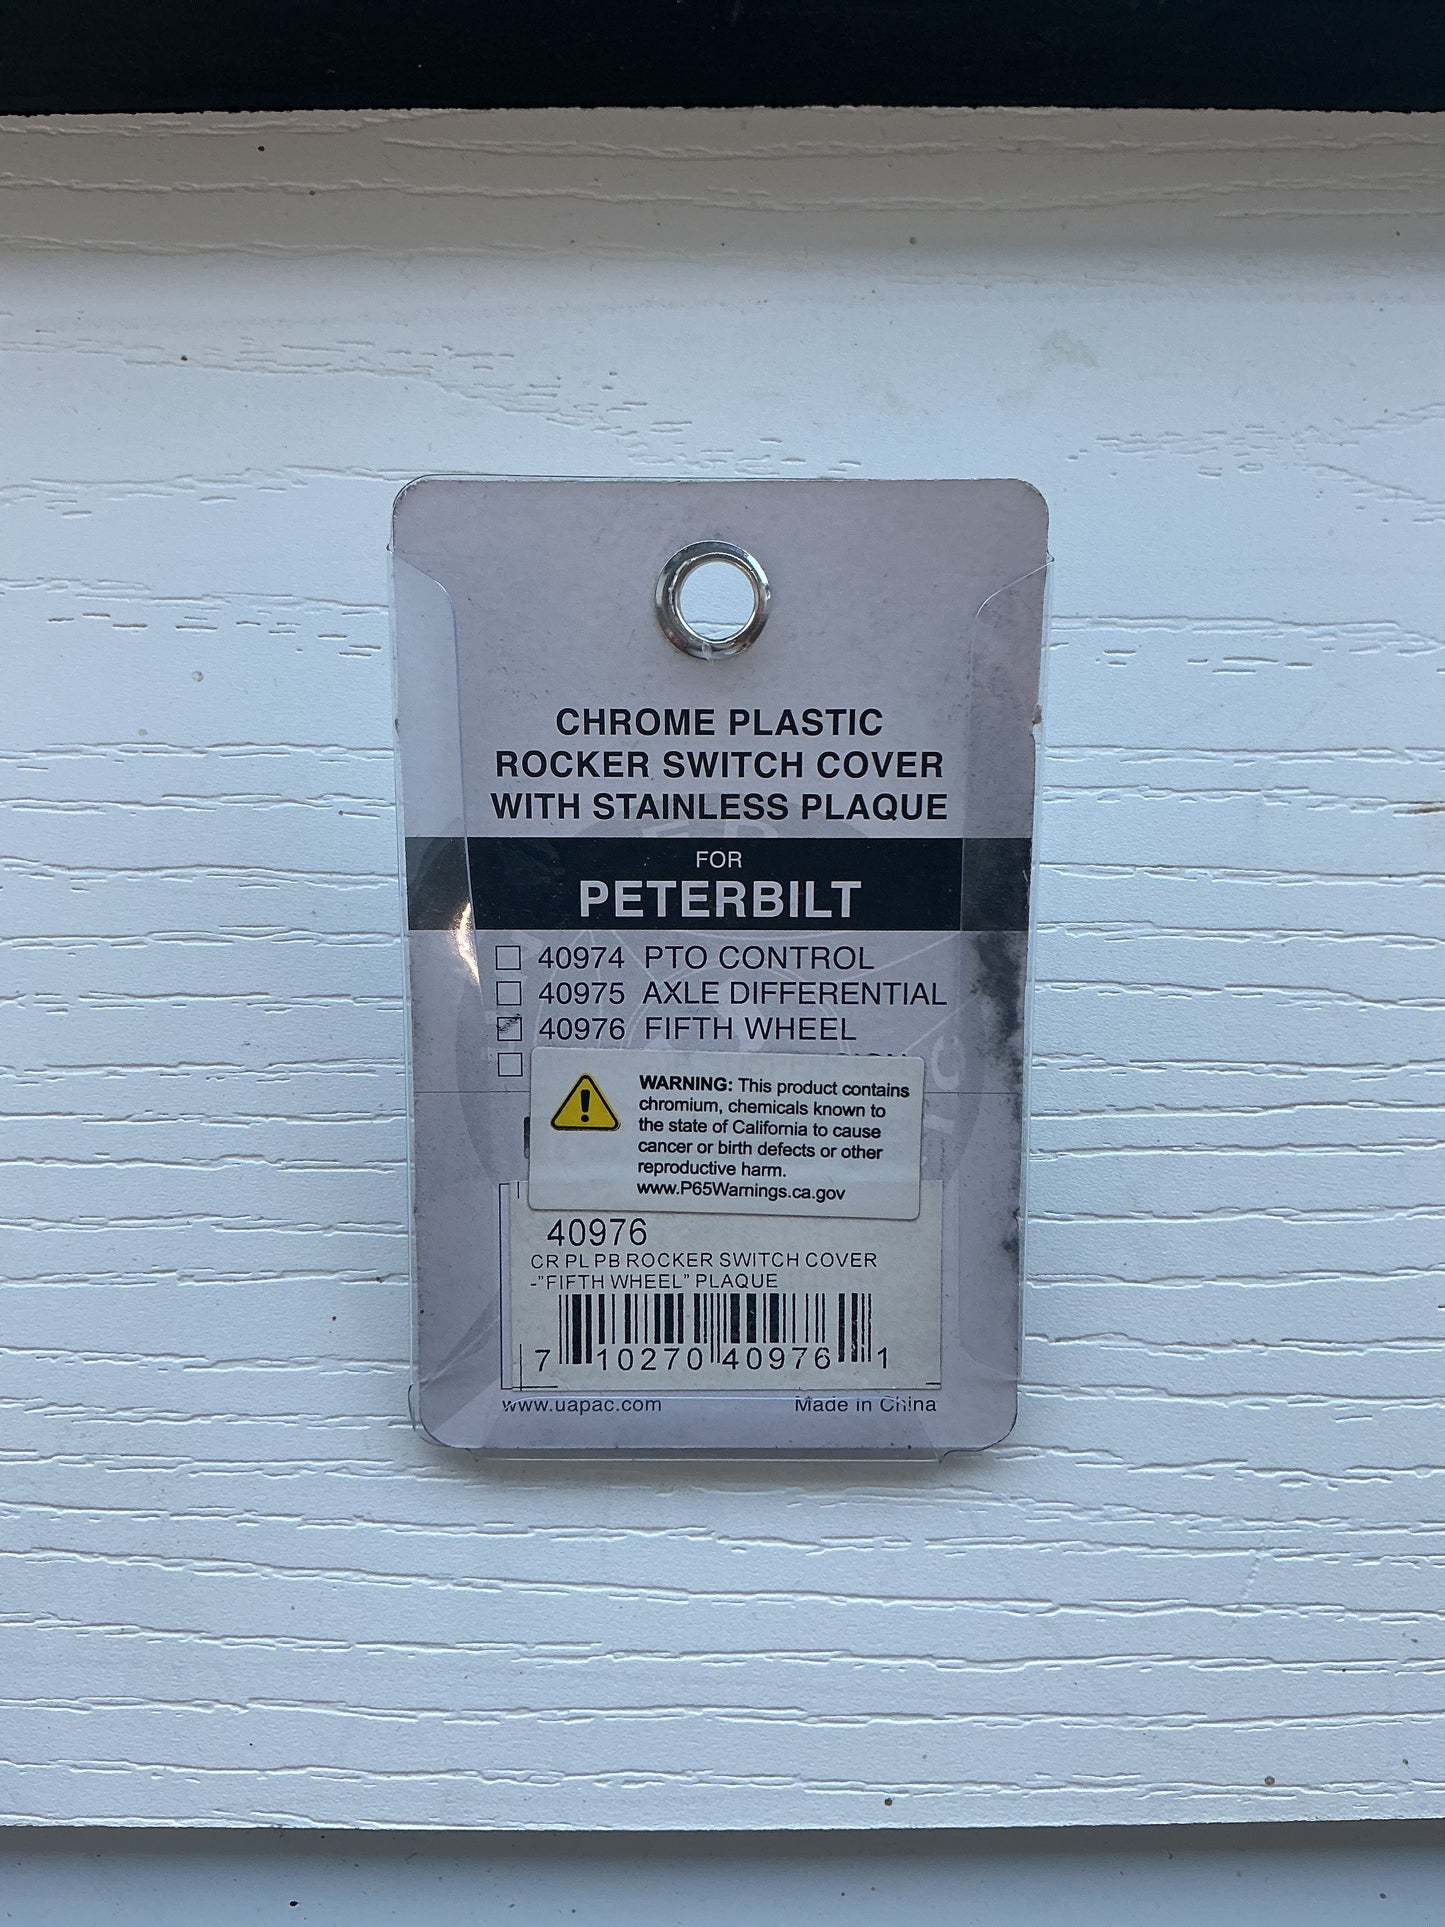 CHROME PLASTIC
ROCKER SWITCH COVER
WITH STAINLESS PLAQUE
FOR
PETERBILT
40974 PTO CONTROL
40975 AXLE DIFFERENTIAL
40976 FIFTH WHEEL
WARNING: This product contains
chromium, chemicals known to
the state of California to cause
cancer or birth defects or other
reproductive harm.
www.P65Warnings.ca.gov
40976
CR PL PB ROCKER SWITCH COVER
-"FIFTH WHEEL" PLAQUE
7 10270 40976 1
www.uapac.com Made in China